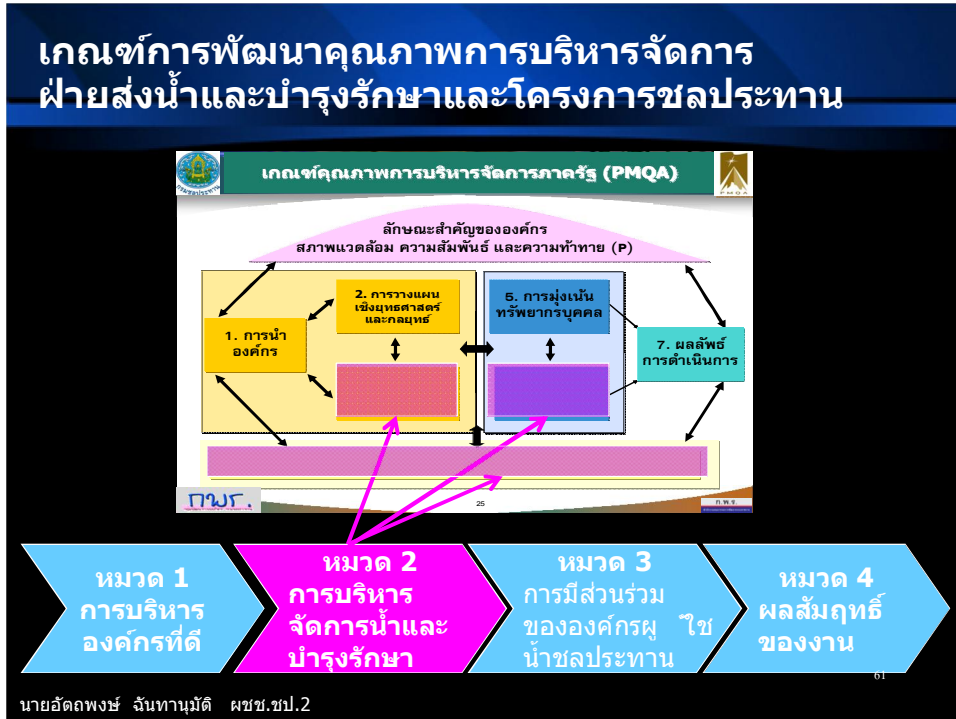 เกณฑ์การพัฒนาคุณภาพการบริหารจัดการ
ฝ่ายส่งน้ำและบำรุงรักษาและโครงการชลประทาน
กรมชลประทาน
เกณฑ์คุณภาพการบริหารจัดการภาครัฐ (PMQA)
PMQA
ลักษณะสำคัญขององค์กร
สภาพแวดล้อม ความสัมพันธ์ และความท้าทาย (P)
2. การวางแผน
เชิงยุทธศาสตร์
และกลยุทธ์
5. การมุ่งเน้น
ทรัพยากรบุคคล
1. การนำ
องค์กร
7. ผลลัพธ์
การดำเนินการ
กพร.
25
ก.พ.ร.
หมวด 1
การบริหาร
องค์กรที่ดี
หมวด 2
การบริหาร
จัดการน้ำและ
บำรุงรักษา
หมวด 3
การมีส่วนร่วม
ขององค์กรผู ้ใช
น้ำชลประทาน
หมวด 4
ผลสัมฤทธิ์
ของงาน
61
นายอัตถพงษ์ ฉันทานุมัติ ผชช.ชป.2